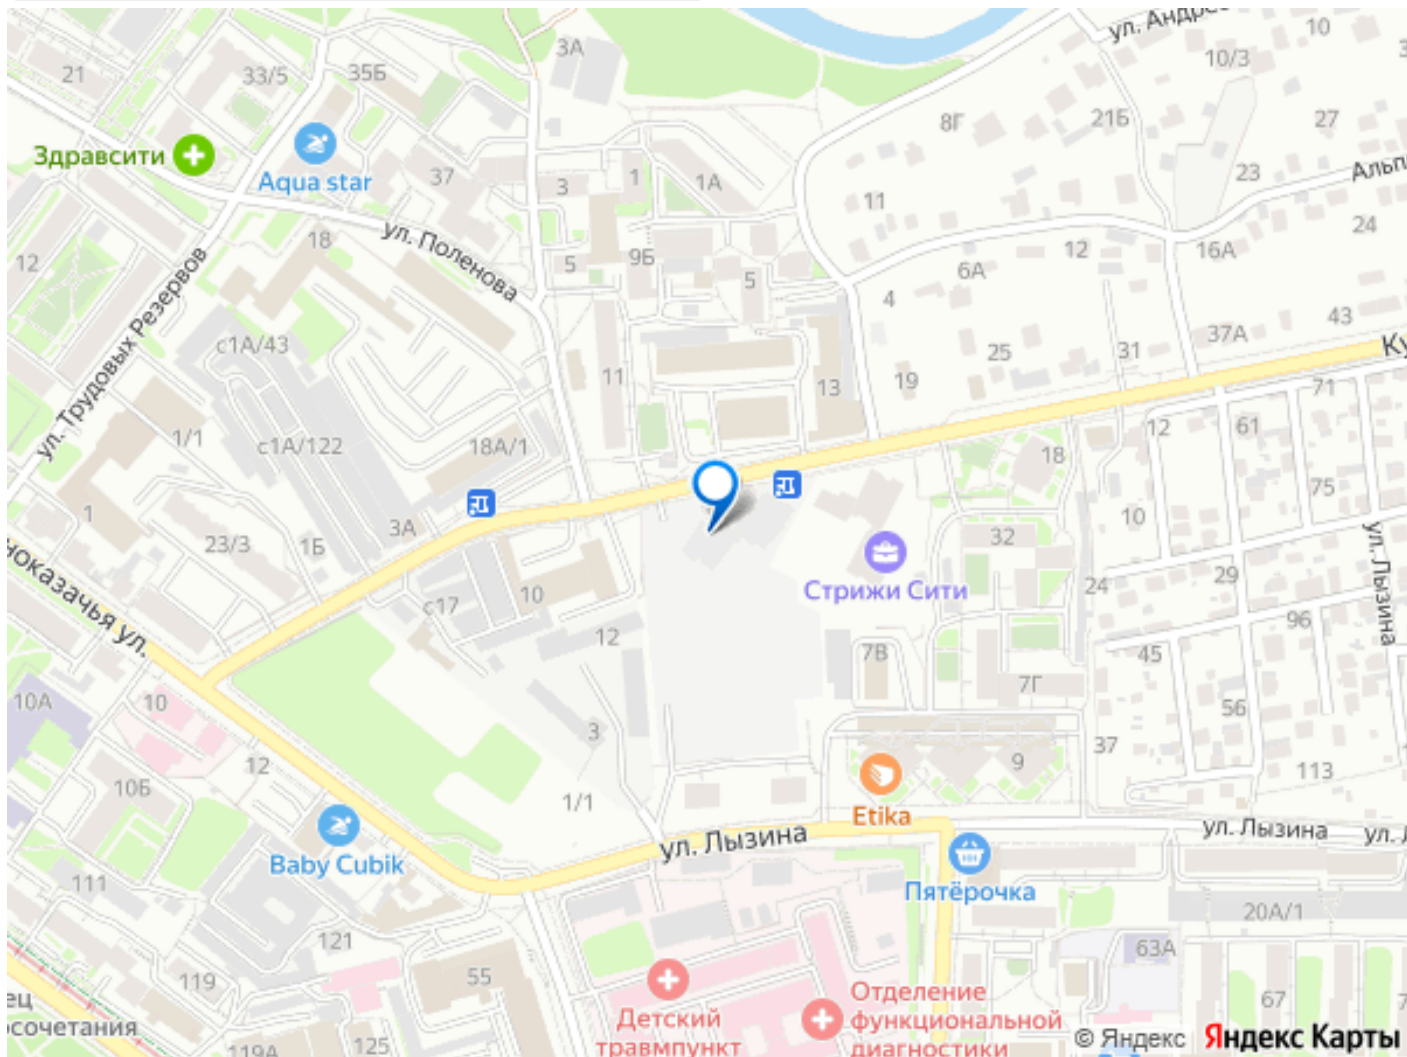 ул. Андре
10
10/3
3А
21
33/5
35Б
8Г
21Б
27
Здравсити
Aqua star
37
3
1
1А
11
23
Альп
18
ул. Поленова
5
9Б
5
6А
12
16А
24
12
ул. Трудовых Резервов
4
с1А/43
43
37А
31
25
Ку
11
13
19
71
1/1
с1А/122
18А/1
12
61
18
75
1
3А
23/3
1Б
10
32
Стрижи Сити
ул. Лызина
29
24
с17
10
12
96
ноказачья ул.
7В
45
10А
10
7Г
56
3
37
12
9
113
10Б
1/1
Etika
ул. Лызина
ул. Лызина
ул. Л
Baby Cubik
Пятёрочка
111
20А/1
121
63А
119
55
67
7
Отделение
функциональной
диагностики
Детский
травмпункт
ец
осочетания
119А
125
© Яндекс
Яндекс Карты